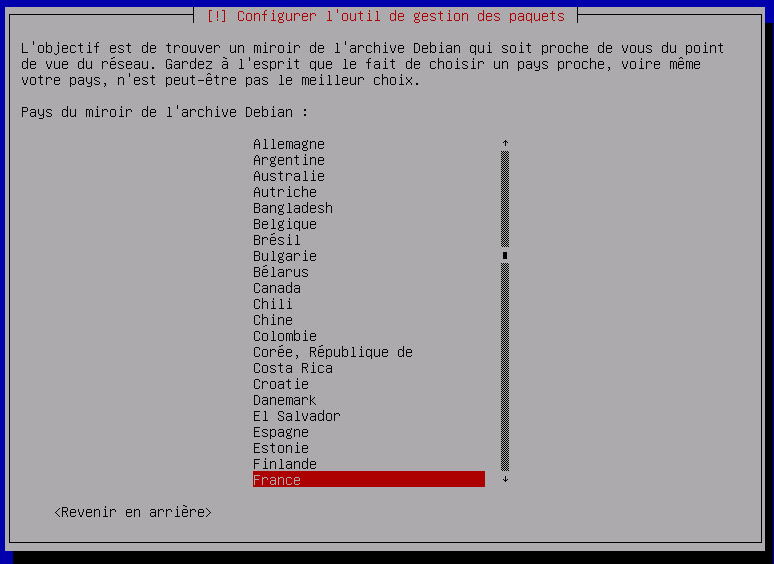 [!] Configurer l'outil de gestion des paquets
L'objectif est de trouver un miroir de l'archive Debian qui soit proche de vous du point
de vue du réseau. Gardez à l'esprit que le fait de choisir un pays proche, voire même
votre pays, n'est peut-être pas le meilleur choix.
Pays du miroir de l'archive Debian :
Allemagne
Argentine
Australie
Autriche
Bangladesh
Belgique
Brésil
Bulgarie
Bélarus
Canada
Chili
Chine
Colombie
Corée, République de
Costa Rica
Croatie
Danemark
El Salvador
Espagne
Estonie
Finlande
France
<Revenir en arrière>